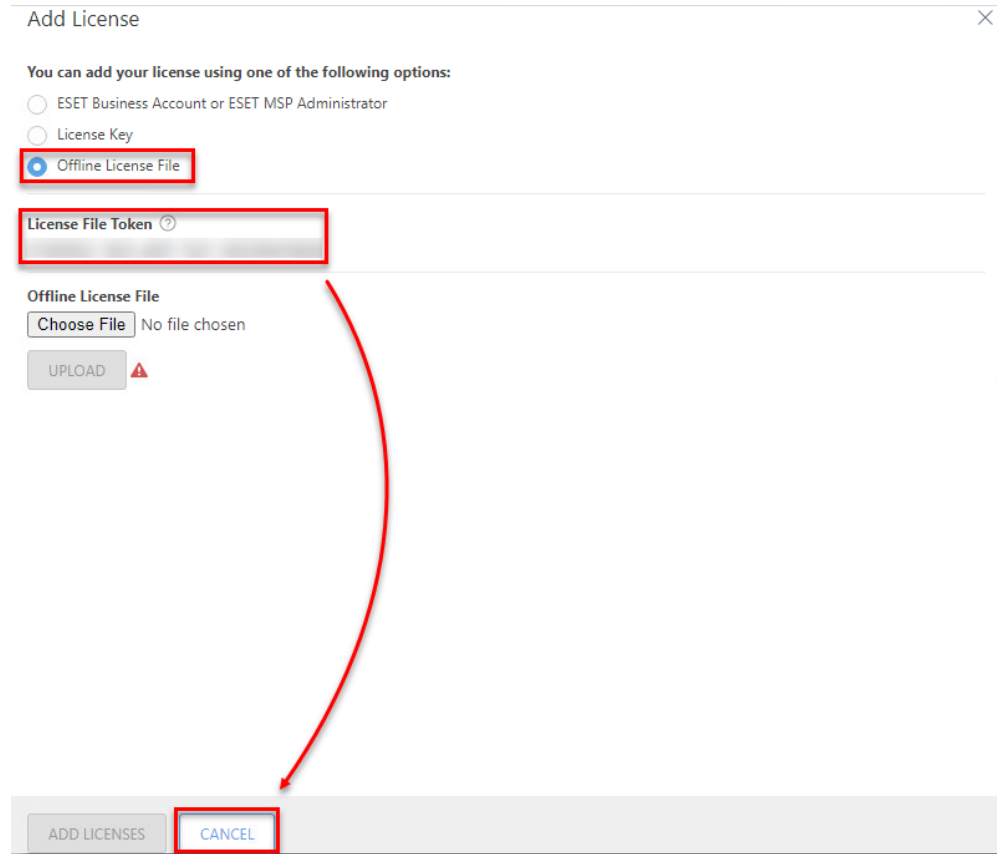 Add License
You can add your license using one of the following options:
ESET Business Account or ESET MSP Administrator
License Key
Offline License File
License File Token ?
Offline License File
Choose File No file chosen
UPLOAD
ADD LICENSES CANCEL